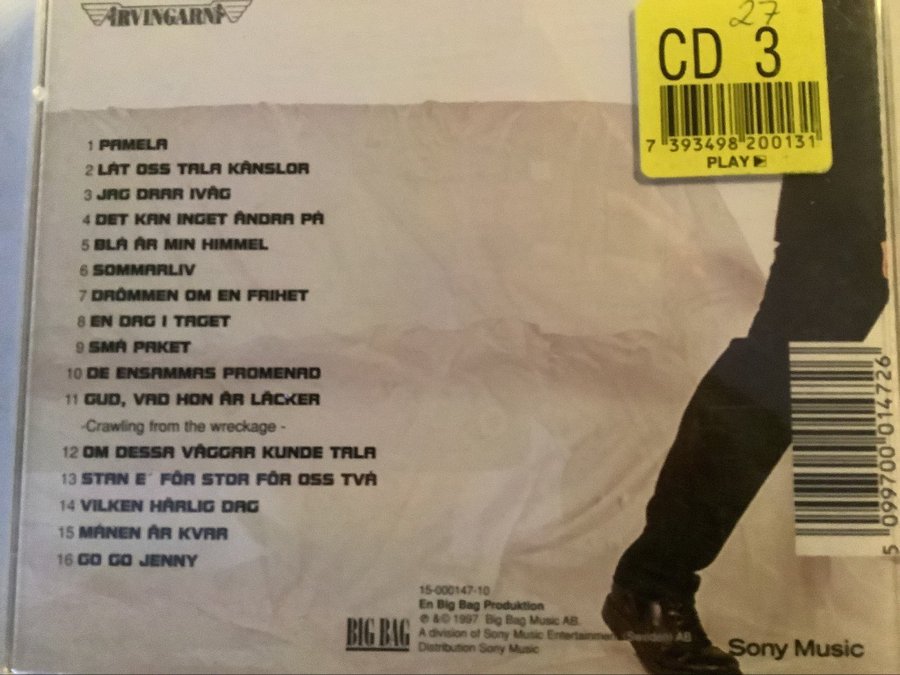 ARVINGARNA
27
CD 3
7 393498 200131
PLAY
1 PAMELA
2 LÅT OSS TALA KÄNSLOR
3 JAG DRAR IVÄG
4 DET KAN INGET ÄNDRA PÅ
5 BLÅ ÄR MIN HIMMEL
6 SOMMARLIV
7 DRÖMMEN OM EN FRIHET
8 EN DAG I TAGET
9 SMÅ PAKET
10 DE ENSAMMAS PROMENAD
11 GUD, VAD HON ÄR LÄCKER
-Crawling from the wreckage -
12 OM DESSA VÄGGAR KUNDE TALA
13 STAN E´ FÖR STOR FÖR OSS TVÅ
14 VILKEN HÄRLIG DAG
15 MÅNEN ÄR KVAR
16 GO GO JENNY
5 099700 014726
15-000147-10
En Big Bag Produktion
℗ & © 1997 Big Bag Music AB.
A division of Sony Music Entertainment (Sweden) AB
Distribution Sony Music
BIG BAG
Sony Music